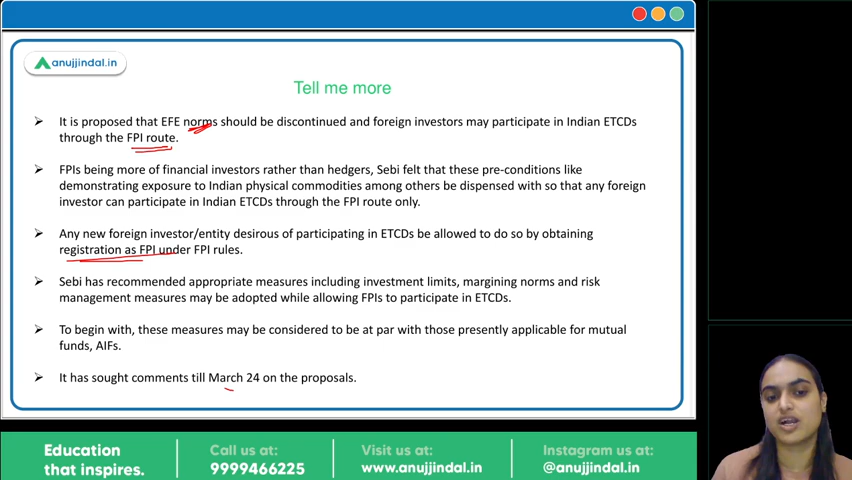 anujjindal.in
Tell me more
It is proposed that EFE norms should be discontinued and foreign investors may participate in Indian ETCDs
through the FPI route.
FPIs being more of financial investors rather than hedgers, Sebi felt that these pre-conditions like
demonstrating exposure to Indian physical commodities among others be dispensed with so that any foreign
investor can participate in Indian ETCDs through the FPI route only.
Any new foreign investor/entity desirous of participating in ETCDs be allowed to do so by obtaining
registration as FPI under FPI rules.
Sebi has recommended appropriate measures including investment limits, margining norms and risk
management measures may be adopted while allowing FPIs to participate in ETCDs.
To begin with, these measures may be considered to be at par with those presently applicable for mutual
funds, AIFs.
It has sought comments till March 24 on the proposals.
Education
that inspires.
Call us at:
9999466225
Visit us at:
www.anujjindal.in
Instagram us at:
@anujjindal.in